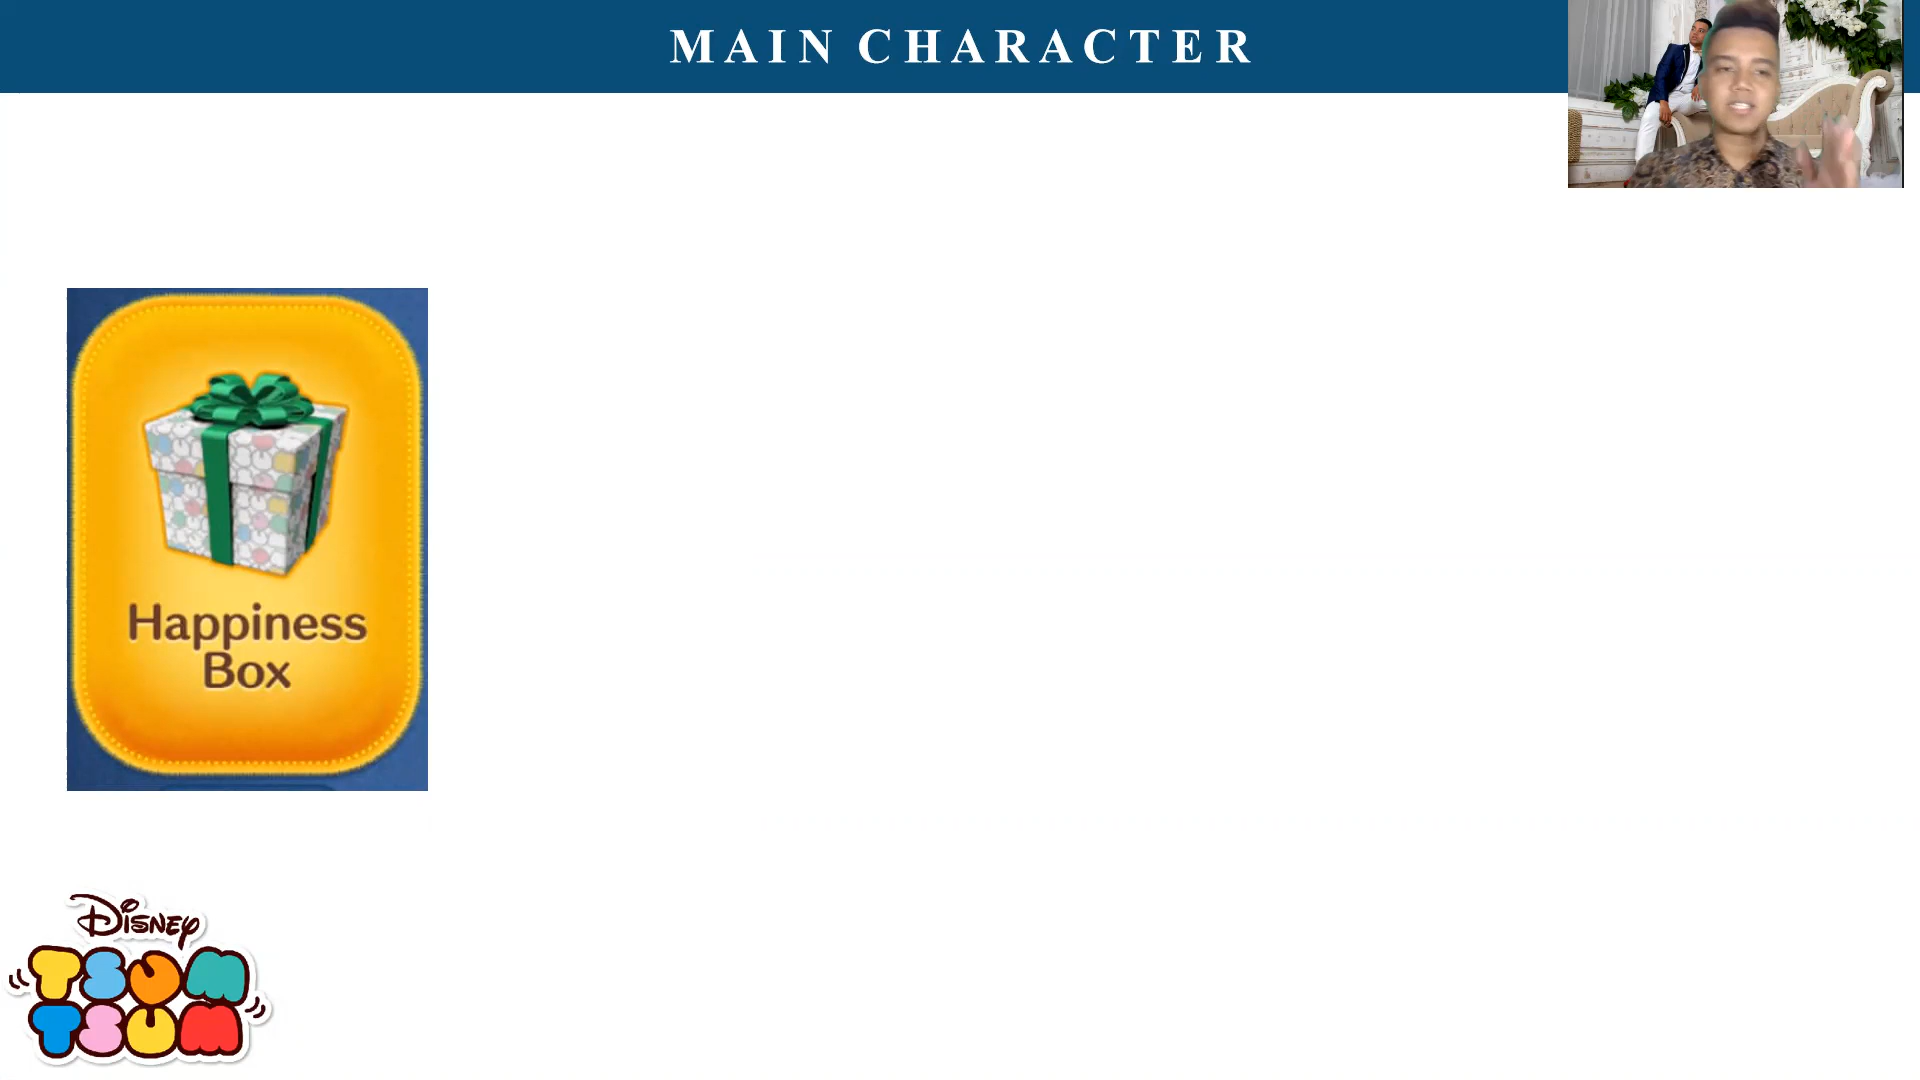 MAIN CHARACTER
Happiness
Box
Disney
TSUM
TSUM